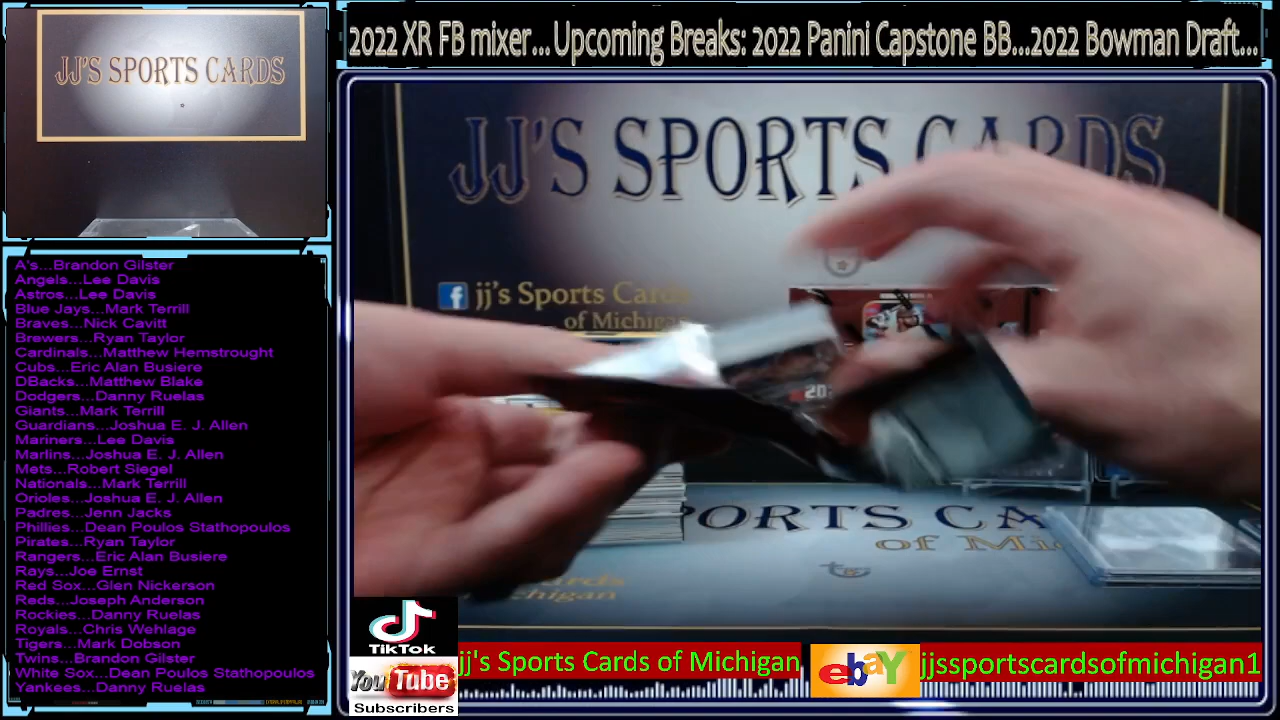 JJ'S SPORTS CARDS
2022 XR FB mixer...Upcoming Breaks: 2022 Panini Capstone BB...2022 Bowman Draft...
A's...Brandon Gilster
Angels...Lee Davis
Astros...Lee Davis
Blue Jays...Mark Terrill
Braves...Nick Cavitt
Brewers...Ryan Taylor
Cardinals...Matthew Hemstrought
Cubs...Eric Alan Busiere
DBacks...Matthew Blake
Dodgers...Danny Ruelas
Giants...Mark Terrill
Guardians...Joshua E. J. Allen
Mariners...Lee Davis
Marlins...Joshua E. J. Allen
Mets...Robert Siegel
Nationals...Mark Terrill
Orioles...Joshua E. J. Allen
Padres...Jenn Jacks
Phillies...Dean Poulos Stathopoulos
Pirates...Ryan Taylor
Rangers...Eric Alan Busiere
Rays...Joe Ernst
Red Sox...Glen Nickerson
Reds...Joseph Anderson
Rockies...Danny Ruelas
Royals...Chris Wehlage
Tigers...Mark Dobson
Twins...Brandon Gilster
White Sox...Dean Poulos Stathopoulos
Yankees...Danny Ruelas
JJ'S SPORTS CARDS
jj's Sports Cards
of Michigan
PORTS CA
of Mi
TikTok
YouTube
Subscribers
jj's Sports Cards of Michigan
ebay
jjssportscardsofmichigan1